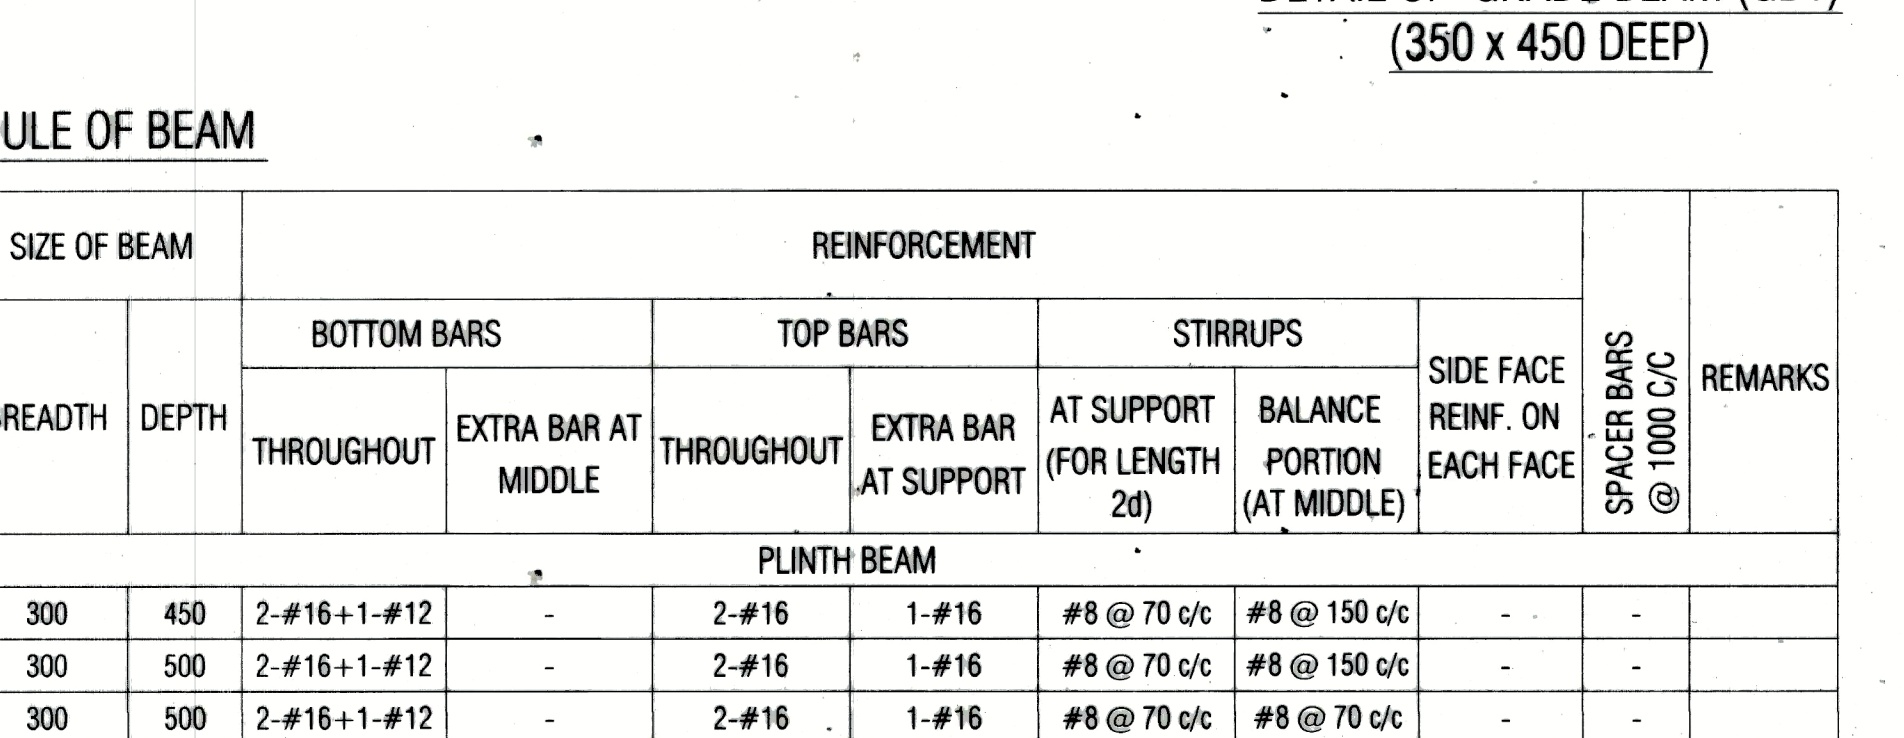 (350 x 450 DEEP)
ULE OF BEAM
SIZE OF BEAM
REINFORCEMENT
BOTTOM BARS
TOP BARS
STIRRUPS
SIDE FACE
REINF. ON
EACH FACE
SPACER BARS
@ 1000 C/C
REMARKS
READTH
DEPTH
THROUGHOUT
EXTRA BAR AT
MIDDLE
THROUGHOUT
EXTRA BAR
AT SUPPORT
AT SUPPORT
(FOR LENGTH
2d)
BALANCE
PORTION
(AT MIDDLE)
PLINTH BEAM
300 450 2-#16+1-#12 - 2-#16 1-#16 #8 @ 70 c/c #8 @ 150 c/c - -
300 500 2-#16+1-#12 - 2-#16 1-#16 #8 @ 70 c/c #8 @ 150 c/c - -
300 500 2-#16+1-#12 - 2-#16 1-#16 #8 @ 70 c/c #8 @ 70 c/c - -